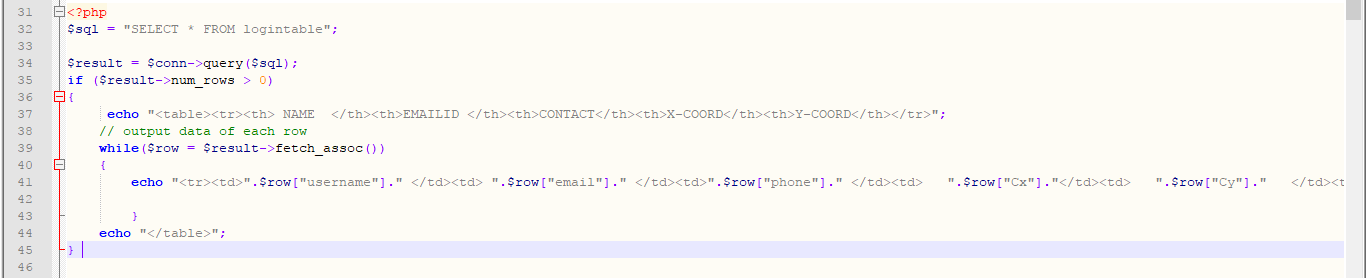 31 <?php
32 $sql = "SELECT * FROM logintable";
33
34 $result = $conn->query($sql);
35 if ($result->num_rows > 0)
36 {
37 echo "<table><tr><th> NAME  </th><th>EMAILID </th><th>CONTACT</th><th>X-COORD</th><th>Y-COORD</th></tr>";
38 // output data of each row
39 while($row = $result->fetch_assoc())
40 {
41 echo "<tr><td>".$row["username"]." </td><td> ".$row["email"]." </td><td>".$row["phone"]." </td><td>   ".$row["Cx"]."</td><td>   ".$row["Cy"]."   </td><t
42
43 }
44 echo "</table>";
45 }
46